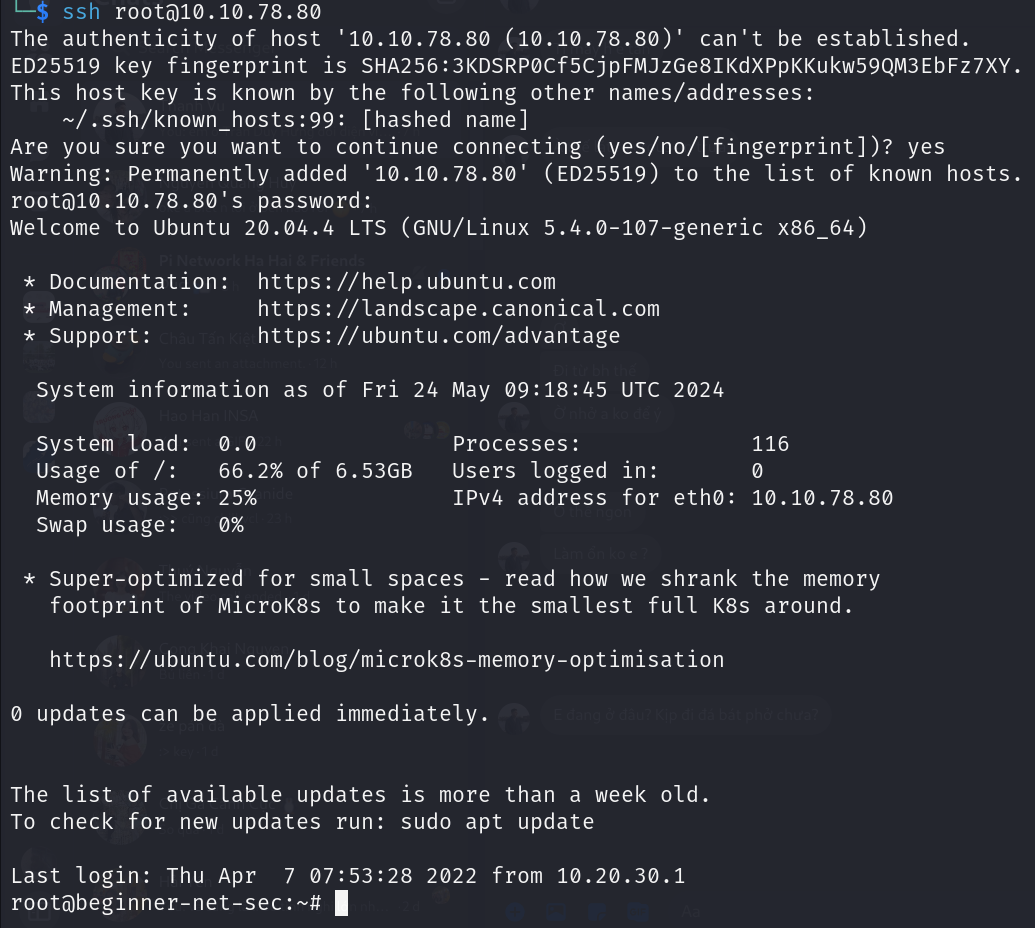 └─$ ssh root@10.10.78.80
The authenticity of host '10.10.78.80 (10.10.78.80)' can't be established.
ED25519 key fingerprint is SHA256:3KDSRP0Cf5CjpFMJzGe8IKdXPpKKukw59QM3EbFz7XY.
This host key is known by the following other names/addresses:
    ~/.ssh/known_hosts:99: [hashed name]
Are you sure you want to continue connecting (yes/no/[fingerprint])? yes
Warning: Permanently added '10.10.78.80' (ED25519) to the list of known hosts.
root@10.10.78.80's password:
Welcome to Ubuntu 20.04.4 LTS (GNU/Linux 5.4.0-107-generic x86_64)
 * Documentation:  https://help.ubuntu.com
 * Management:     https://landscape.canonical.com
 * Support:        https://ubuntu.com/advantage
  System information as of Fri 24 May 09:18:45 UTC 2024
  System load:  0.0               Processes:             116
  Usage of /:   66.2% of 6.53GB   Users logged in:       0
  Memory usage: 25%               IPv4 address for eth0: 10.10.78.80
  Swap usage:   0%
 * Super-optimized for small spaces - read how we shrank the memory
   footprint of MicroK8s to make it the smallest full K8s around.
   https://ubuntu.com/blog/microk8s-memory-optimisation
0 updates can be applied immediately.
The list of available updates is more than a week old.
To check for new updates run: sudo apt update
Last login: Thu Apr  7 07:53:28 2022 from 10.20.30.1
root@beginner-net-sec:~#
Pi Network Ha Hai & Friends